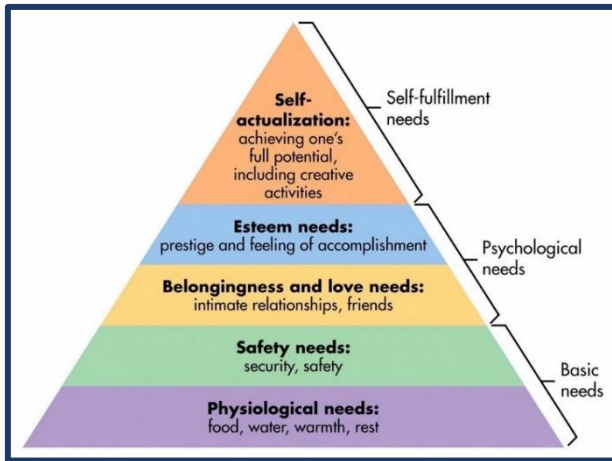 Self-
actualization:
achieving one's
full potential,
including creative
activities
Self-fulfillment
needs
Esteem needs:
prestige and feeling of accomplishment
Psychological
needs
Belongingness and love needs:
intimate relationships, friends
Safety needs:
security, safety
Basic
needs
Physiological needs:
food, water, warmth, rest